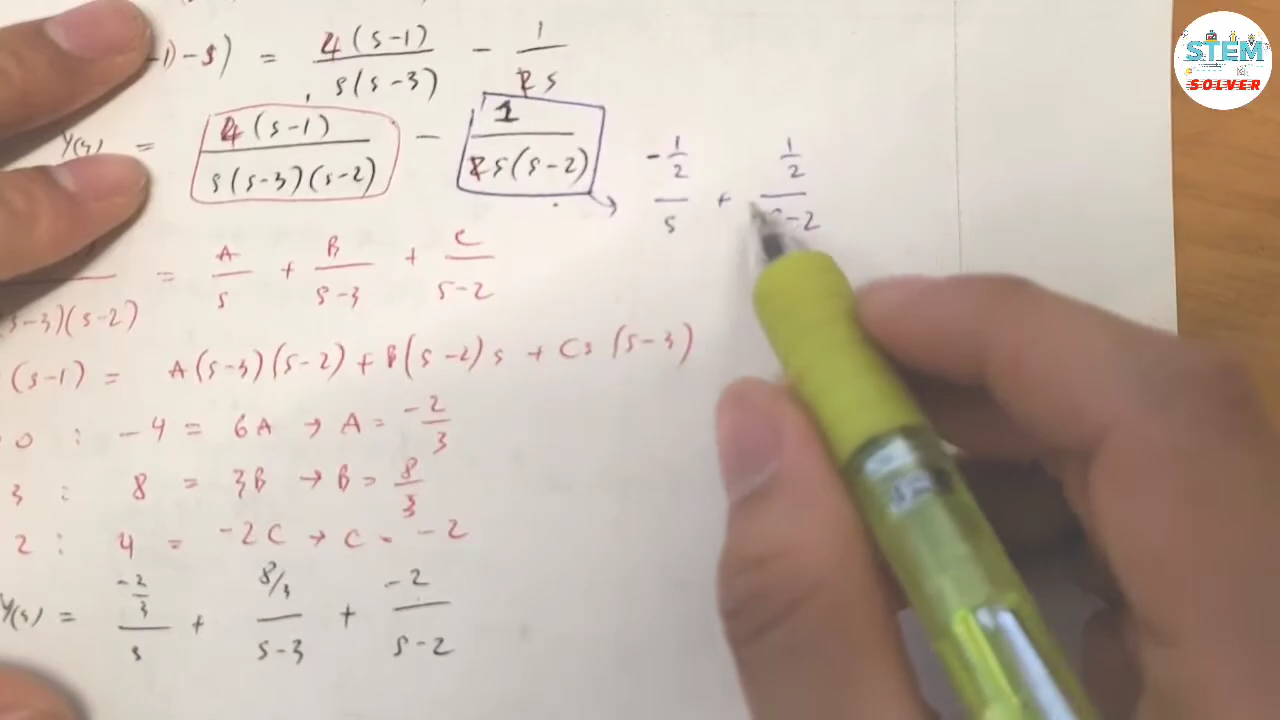 -1)-s) = 4(s-1)/s(s-3) - 1/s
Y(s) = 4(s-1)/s(s-3)(s-2) - 1/s(s-2) → -1/2/s + 1/2/s-2
= A/s + B/s-3 + C/s-2
s-3)(s-2)
(s-1) = A(s-3)(s-2) + B(s-2)s + Cs(s-3)
0 : -4 = 6A → A = -2/3
3 : 8 = 3B → B = 8/3
2 : 4 = -2C → C = -2
Y(s) = -2/3/s + 8/3/s-3 + -2/s-2
STEM
SOLVER